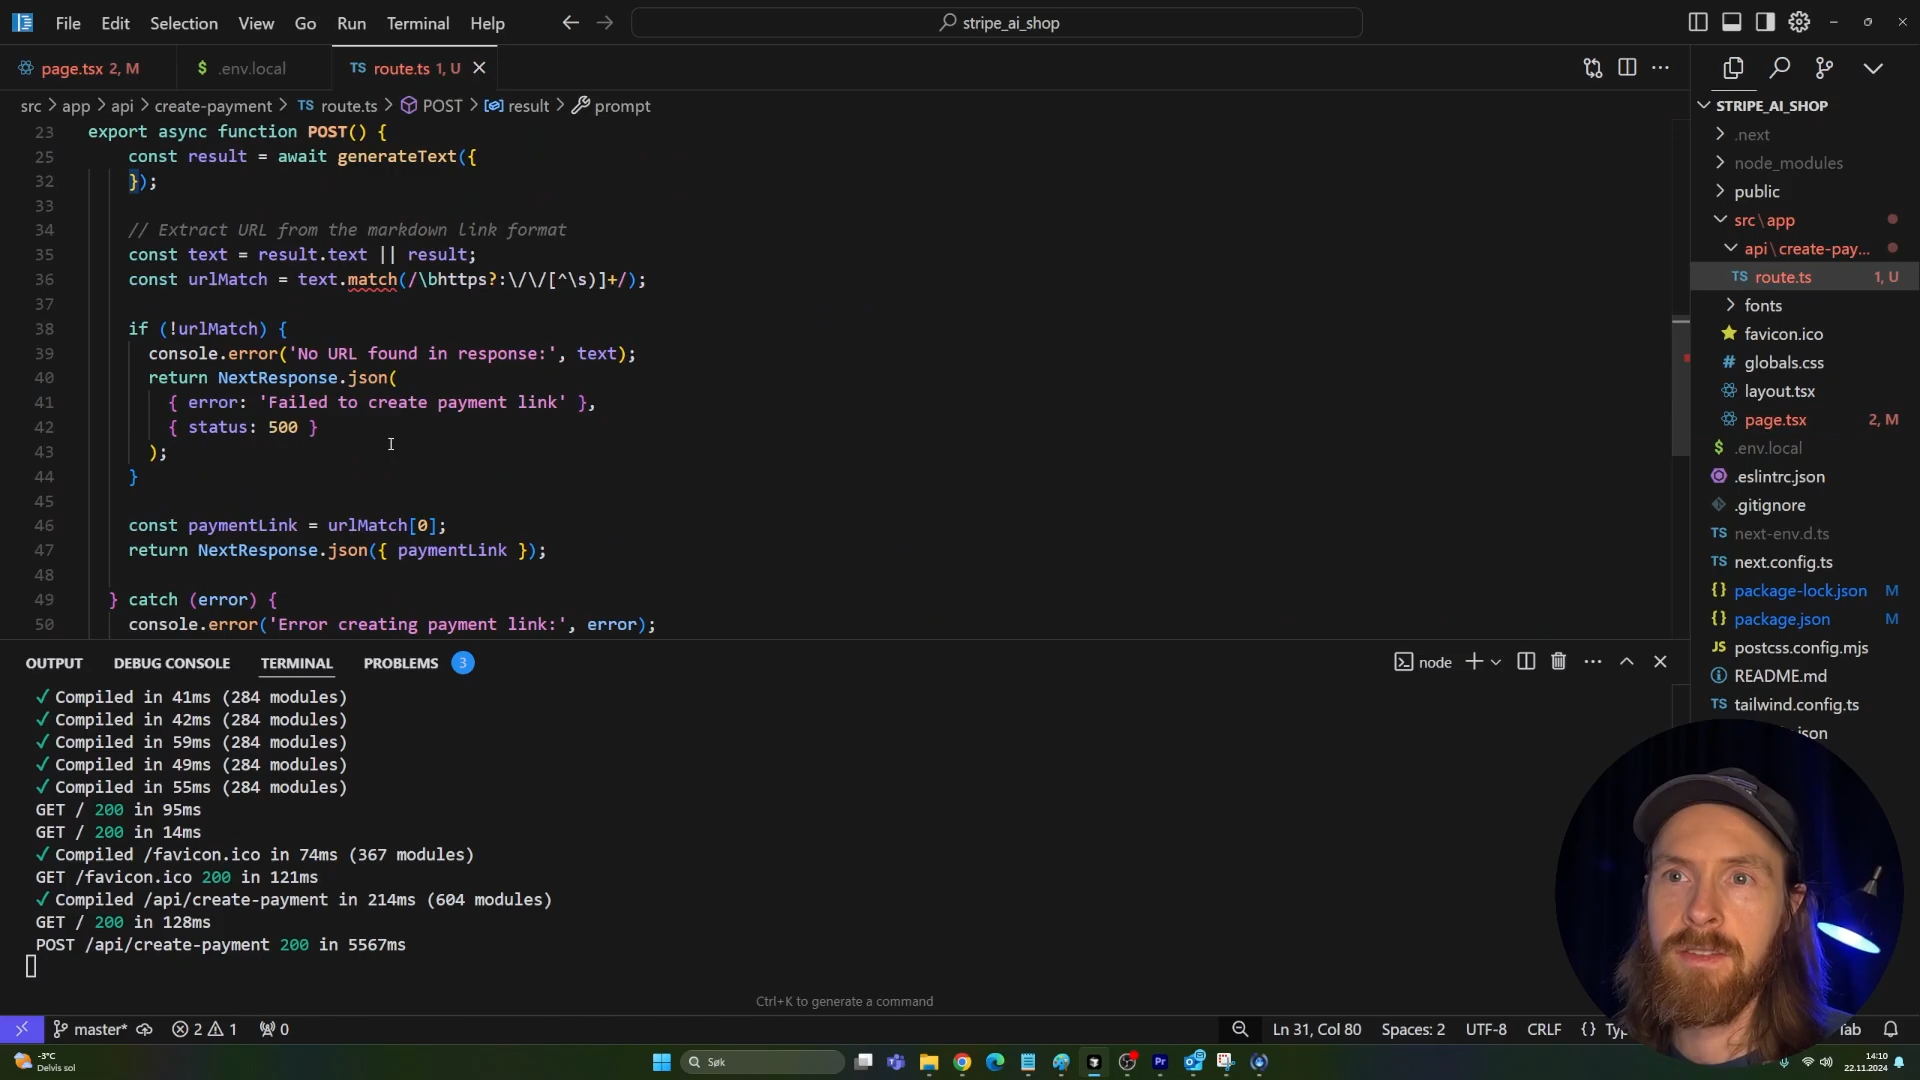 File Edit Selection View Go Run Terminal Help
stripe_ai_shop
page.tsx 2, M
$ .env.local
TS route.ts 1, U
src > app > api > create-payment > TS route.ts > POST > result > prompt
23 export async function POST() {
25 const result = await generateText({
32 });
33
34 // Extract URL from the markdown link format
35 const text = result.text || result;
36 const urlMatch = text.match(/\bhttps?:\/\/[^\s)]+/);
37
38 if (!urlMatch) {
39 console.error('No URL found in response:', text);
40 return NextResponse.json(
41 { error: 'Failed to create payment link' },
42 { status: 500 }
43 );
44 }
45
46 const paymentLink = urlMatch[0];
47 return NextResponse.json({ paymentLink });
48
49 } catch (error) {
50 console.error('Error creating payment link:', error);
OUTPUT DEBUG CONSOLE TERMINAL PROBLEMS 3
node
✓ Compiled in 41ms (284 modules)
✓ Compiled in 42ms (284 modules)
✓ Compiled in 59ms (284 modules)
✓ Compiled in 49ms (284 modules)
✓ Compiled in 55ms (284 modules)
GET / 200 in 95ms
GET / 200 in 14ms
✓ Compiled /favicon.ico in 74ms (367 modules)
GET /favicon.ico 200 in 121ms
✓ Compiled /api/create-payment in 214ms (604 modules)
GET / 200 in 128ms
POST /api/create-payment 200 in 5567ms
Ctrl+K to generate a command
STRIPE_AI_SHOP
.next
node_modules
public
src\app
api\create-pay...
TS route.ts 1, U
fonts
favicon.ico
# globals.css
layout.tsx
page.tsx 2, M
$ .env.local
.eslintrc.json
.gitignore
TS next-env.d.ts
TS next.config.ts
{} package-lock.json M
{} package.json M
JS postcss.config.mjs
README.md
TS tailwind.config.ts
master* 2 1 0
Ln 31, Col 80 Spaces: 2 UTF-8 CRLF {}
-3°C
Delvis sol
Søk
14:10
22.11.2024